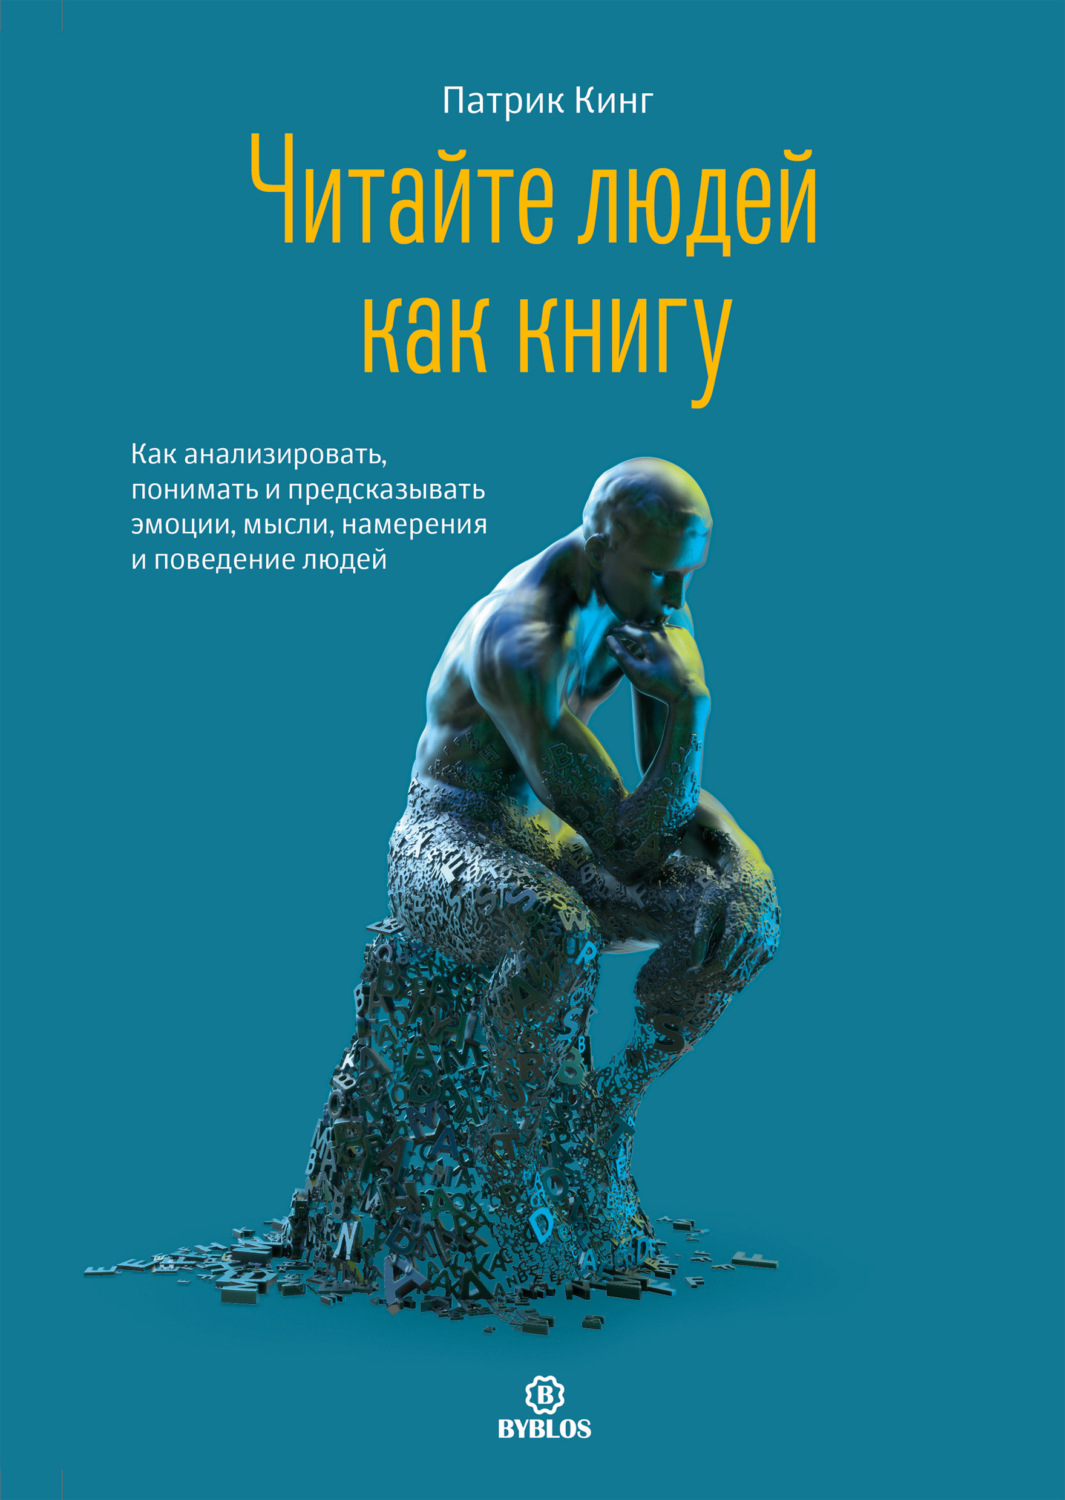 Патрик Кинг
Читайте людей
как книгу
Как анализировать,
понимать и предсказывать
эмоции, мысли, намерения
и поведение людей
B
BYBLOS